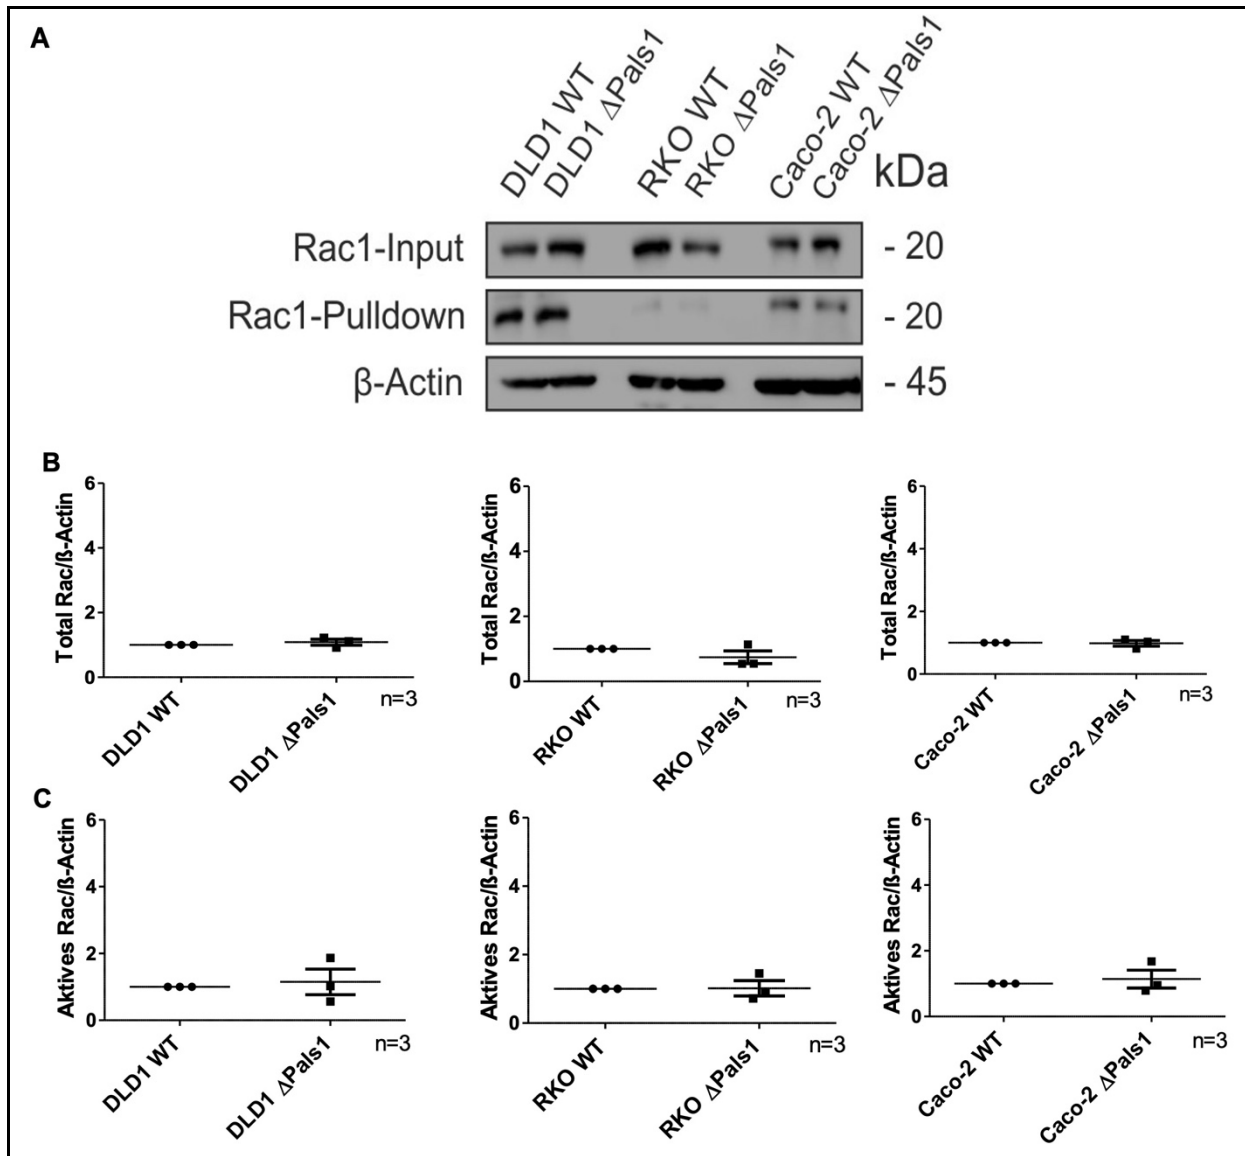 A
DLD1 WT
DLD1 ΔPals1
RKO WT
RKO ΔPals1
Caco-2 WT
Caco-2 ΔPals1
kDa
Rac1-Input
- 20
Rac1-Pulldown
- 20
β-Actin
- 45
B
Total Rac/ß-Actin
6
4
2
0
DLD1 WT
DLD1 ΔPals1
n=3
Total Rac/ß-Actin
6
4
2
0
RKO WT
RKO ΔPals1
n=3
Total Rac/ß-Actin
6
4
2
0
Caco-2 WT
Caco-2 ΔPals1
n=3
C
Aktives Rac/ß-Actin
6
4
2
0
DLD1 WT
DLD1 ΔPals1
n=3
Aktives Rac/ß-Actin
6
4
2
0
RKO WT
RKO ΔPals1
n=3
Aktives Rac/ß-Actin
6
4
2
0
Caco-2 WT
Caco-2 ΔPals1
n=3